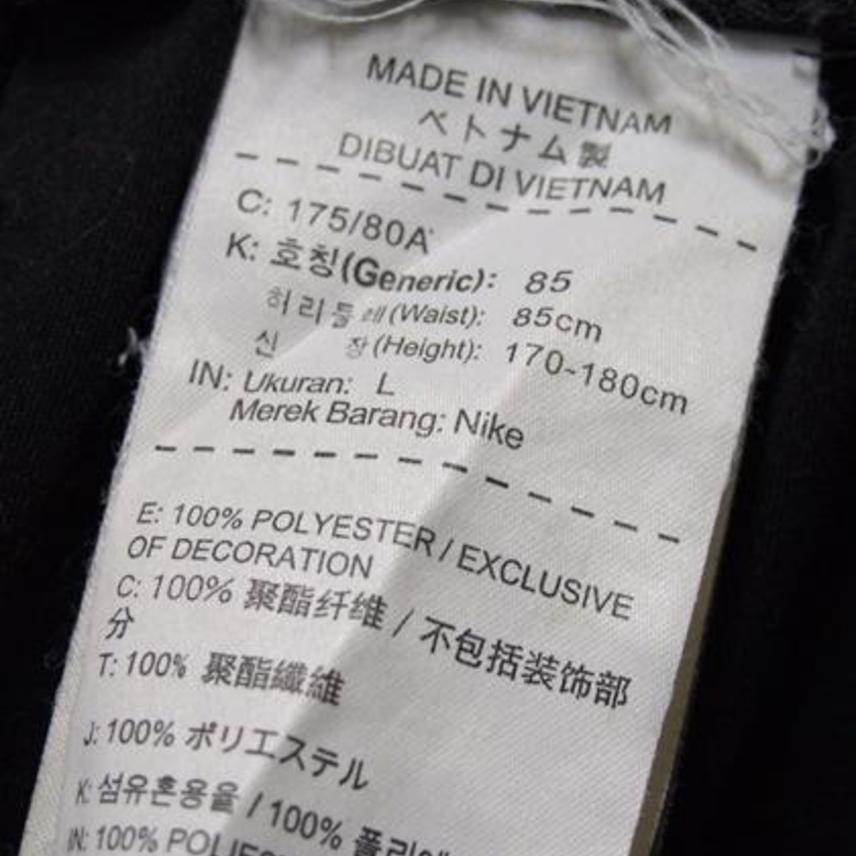 MADE IN VIETNAM
ベトナム製
DIBUAT DI VIETNAM
C: 175/80A
K: 호칭(Generic): 85
허리둘레(Waist): 85cm
신 장(Height): 170~180cm
IN: Ukuran: L
Merek Barang: Nike
E: 100% POLYESTER / EXCLUSIVE
OF DECORATION
C: 100% 聚酯纤维 / 不包括装饰部
分
T: 100% 聚酯纖維
J: 100% ポリエステル
K: 섬유혼용율 / 100%
IN: 100%